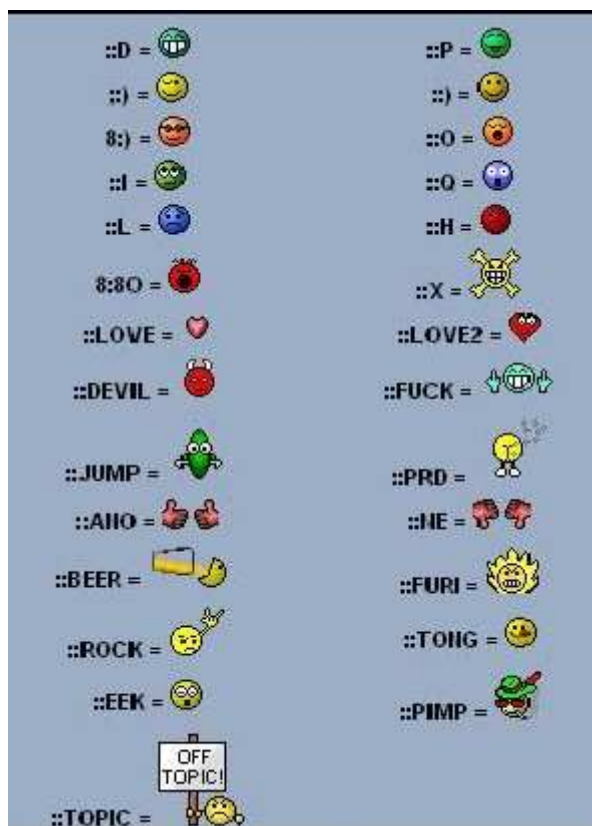 ::D =
::P =
:;) =
::) =
8:) =
::O =
::I =
::Q =
::L =
::H =
8:8O =
::X =
::LOVE =
::LOVE2 =
::DEVIL =
::FUCK =
::JUMP =
::PRD =
::ANO =
::NE =
::BEER =
::FURI =
::ROCK =
::TONG =
::EEK =
::PIMP =
OFF
TOPIC!
::TOPIC =